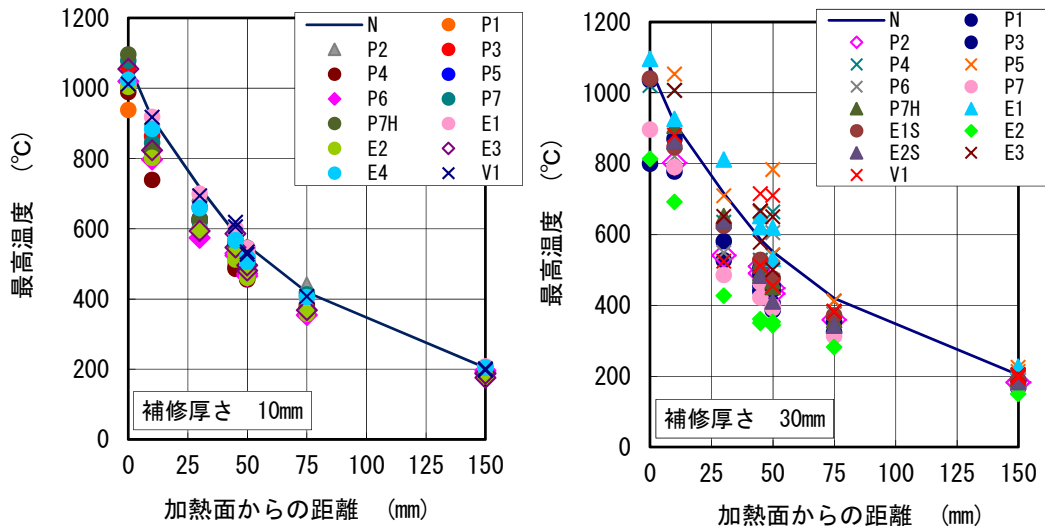 1200
1000
800
600
400
200
0
最高温度 (℃)
N P1
P2 P3
P4 P5
P6 P7
P7H E1
E2 E3
E4 V1
補修厚さ 10mm
0 25 50 75 100 125 150
加熱面からの距離 (mm)
1200
1000
800
600
400
200
0
最高温度 (℃)
N P1
P2 P3
P4 P5
P6 P7
P7H E1
E1S E2
E2S E3
V1
補修厚さ 30mm
0 25 50 75 100 125 150
加熱面からの距離 (mm)